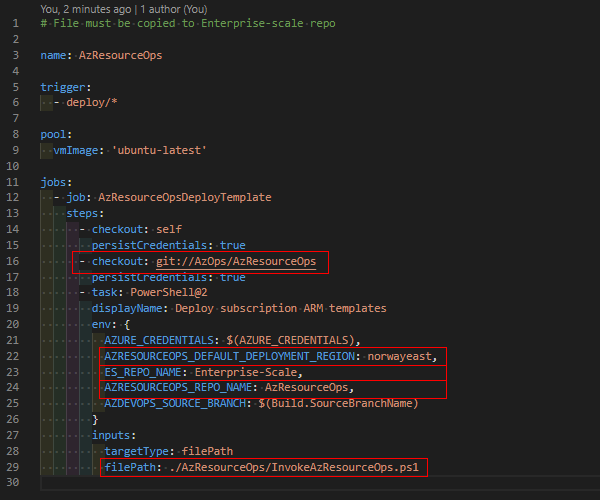 You, 2 minutes ago | 1 author (You)
1 # File must be copied to Enterprise-scale repo
2
3 name: AzResourceOps
4
5 trigger:
6 - deploy/*
7
8 pool:
9 vmImage: 'ubuntu-latest'
10
11 jobs:
12 - job: AzResourceOpsDeployTemplate
13 steps:
14 - checkout: self
15 persistCredentials: true
16 - checkout: git://AzOps/AzResourceOps
17 persistCredentials: true
18 - task: PowerShell@2
19 displayName: Deploy subscription ARM templates
20 env: {
21 AZURE_CREDENTIALS: $(AZURE_CREDENTIALS),
22 AZRESOURCEOPS_DEFAULT_DEPLOYMENT_REGION: norwayeast,
23 ES_REPO_NAME: Enterprise-Scale,
24 AZRESOURCEOPS_REPO_NAME: AzResourceOps,
25 AZDEVOPS_SOURCE_BRANCH: $(Build.SourceBranchName)
26 }
27 inputs:
28 targetType: filePath
29 filePath: ./AzResourceOps/InvokeAzResourceOps.ps1
30